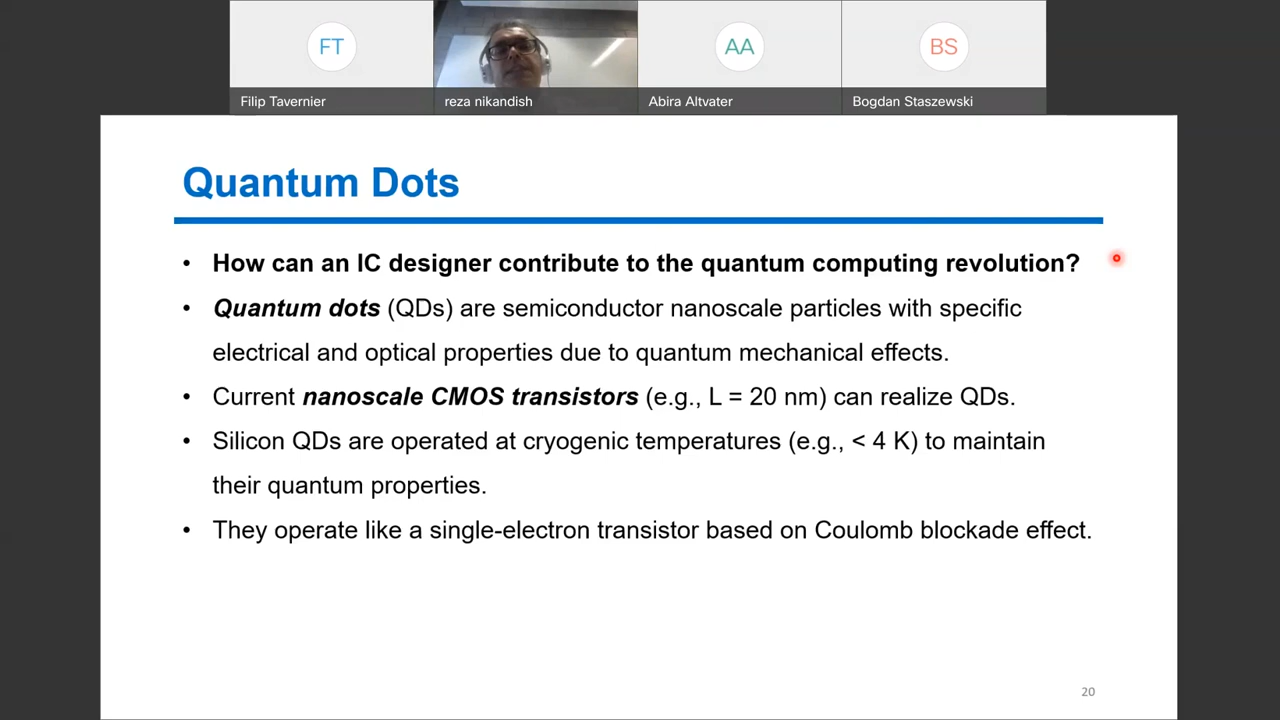 FT
AA
BS
Filip Tavernier
reza nikandish
Abira Altvater
Bogdan Staszewski
Quantum Dots
• How can an IC designer contribute to the quantum computing revolution?
• Quantum dots (QDs) are semiconductor nanoscale particles with specific
electrical and optical properties due to quantum mechanical effects.
• Current nanoscale CMOS transistors (e.g., L = 20 nm) can realize QDs.
• Silicon QDs are operated at cryogenic temperatures (e.g., < 4 K) to maintain
their quantum properties.
• They operate like a single-electron transistor based on Coulomb blockade effect.
20